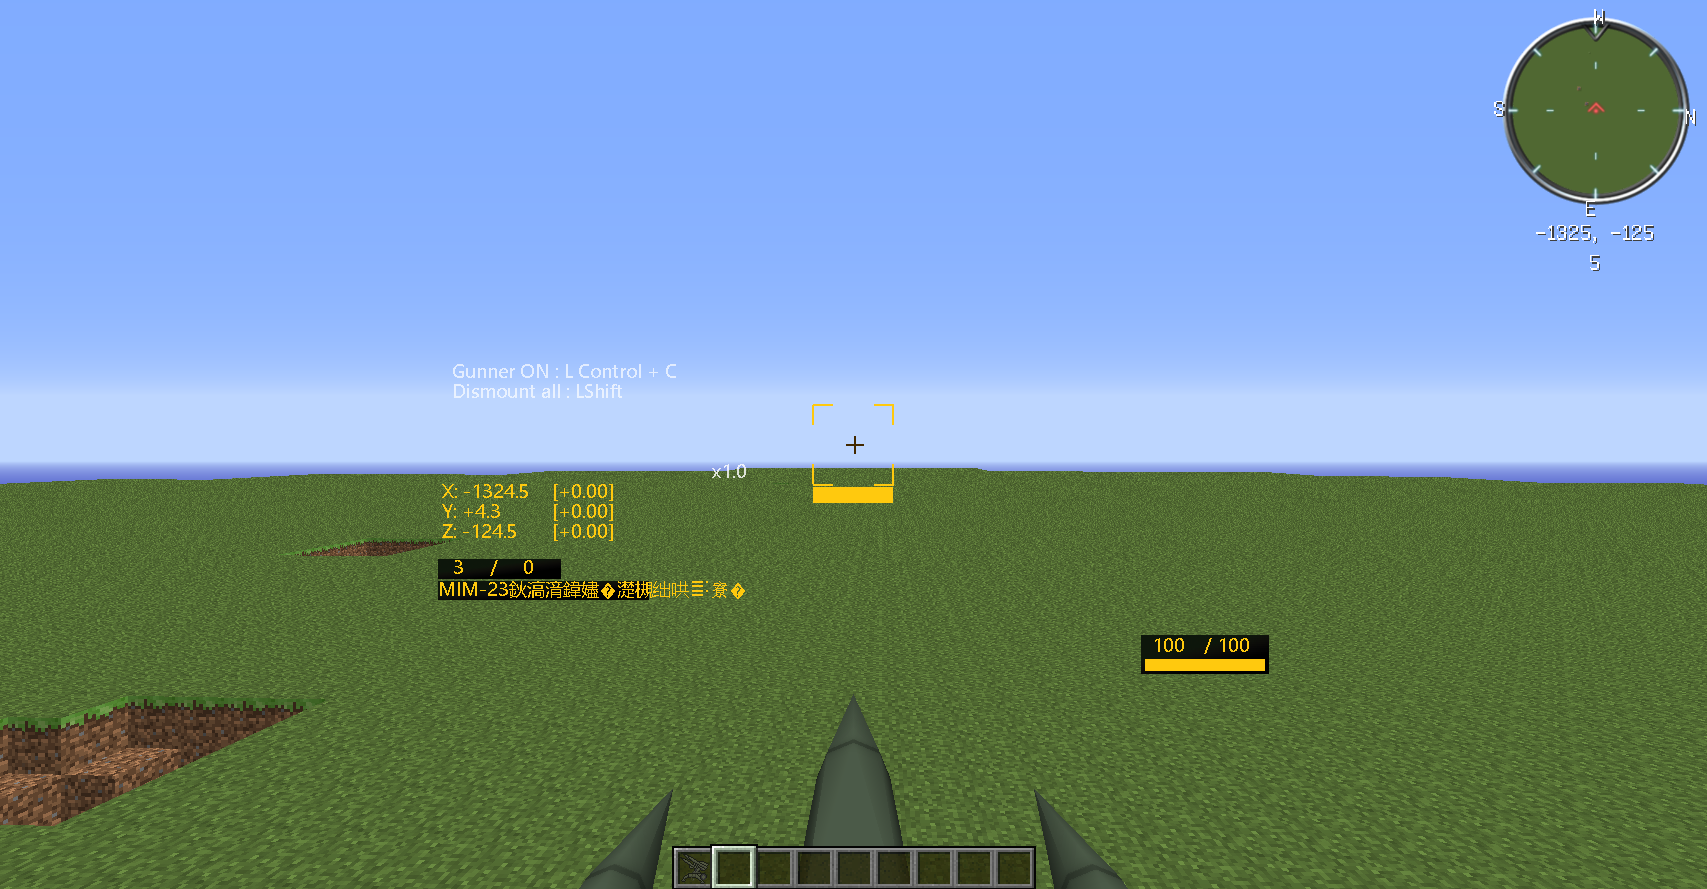 W
S
N
E
-1325, -125
5
Gunner ON : L Control + C
Dismount all : LShift
x1.0
X: -1324.5 [+0.00]
Y: +4.3 [+0.00]
Z: -124.5 [+0.00]
3 / 0
MIM-23
100 / 100